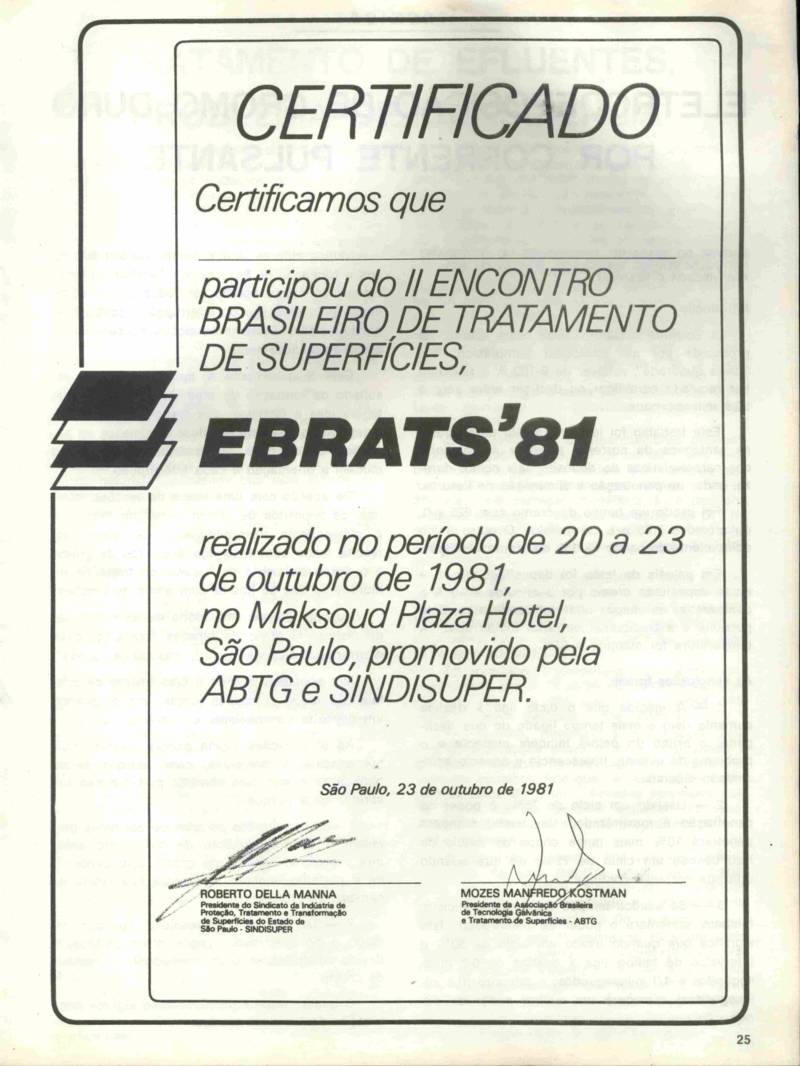 CERTIFICADO
Certificamos que
participou do II ENCONTRO
BRASILEIRO DE TRATAMENTO
DE SUPERFÍCIES,
EBRATS'81
realizado no período de 20 a 23
de outubro de 1981,
no Maksoud Plaza Hotel,
São Paulo, promovido pela
ABTG e SINDISUPER.
São Paulo, 23 de outubro de 1981
ROBERTO DELLA MANNA
Presidente do Sindicato da Indústria de
Proteção, Tratamento e Transformação
de Superfícies do Estado de
São Paulo - SINDISUPER
MOZES MANFREDO KOSTMAN
Presidente da Associação Brasileira
de Tecnologia Galvânica
e Tratamento de Superfícies - ABTG
25